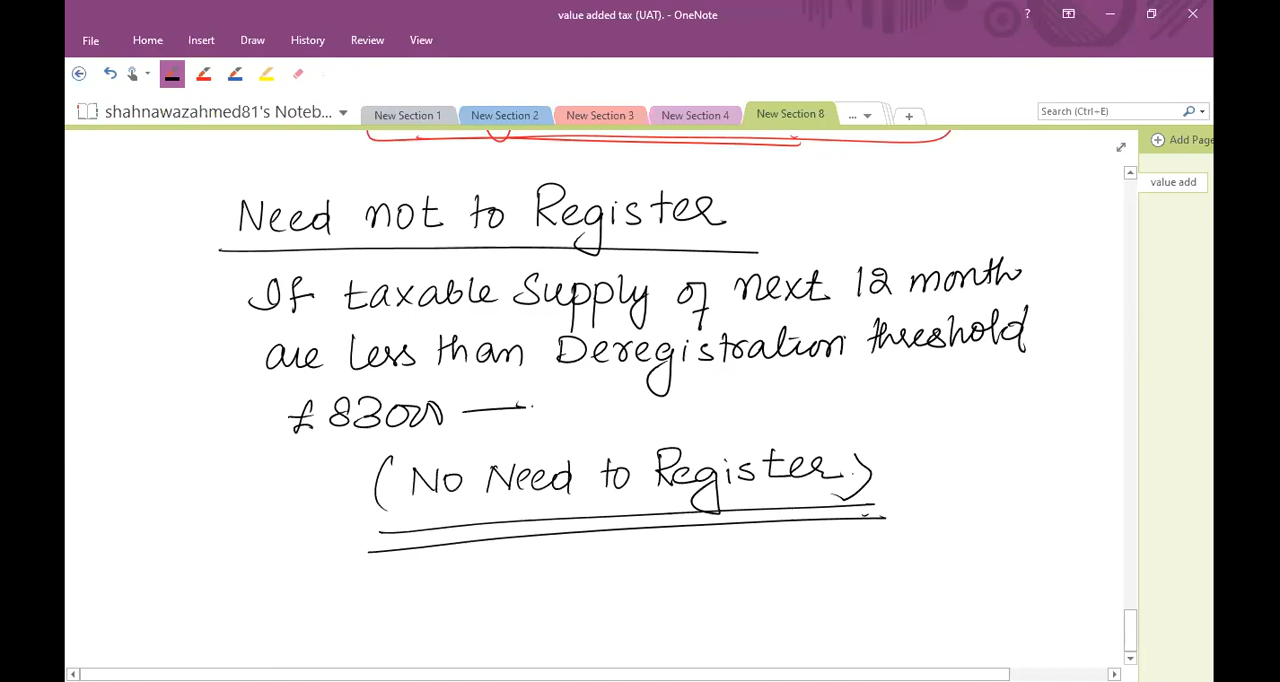 value added tax (UAT). - OneNote
?
File Home Insert Draw History Review View
shahnawazahmed81's Noteb...
New Section 1 New Section 2 New Section 3 New Section 4 New Section 8 ... +
Search (Ctrl+E)
Add Page
value add
Need not to Register
If taxable Supply of next 12 month
are less than Deregistration threshold
£83000 —
(No Need to Register)